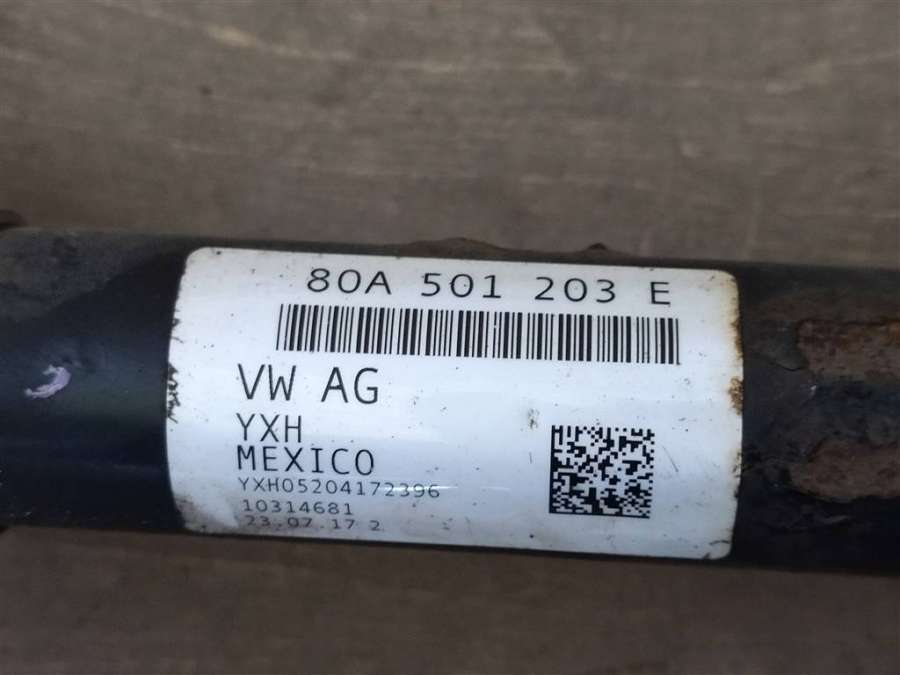 80A 501 203 E
VW AG
YXH
MEXICO
YXH05204172396
10314681
23.07.17 2